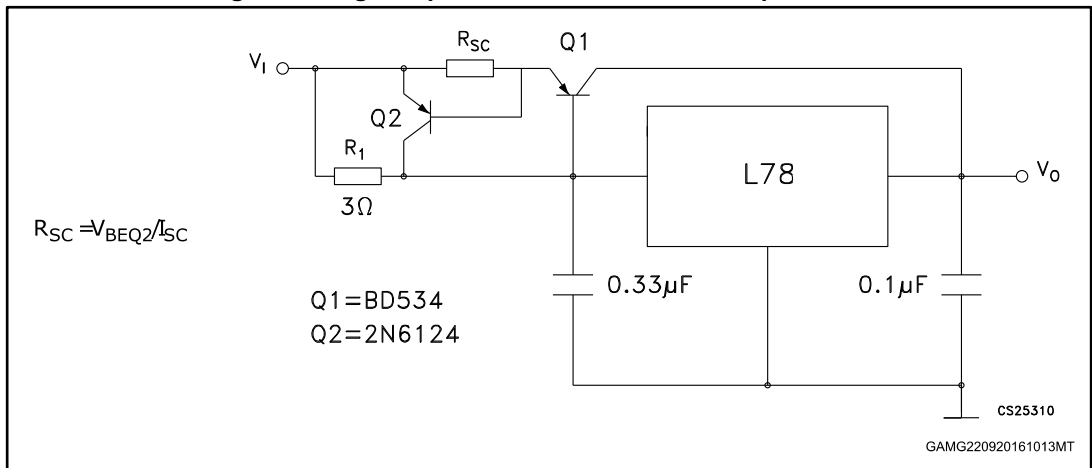 R_SC
Q1
V_I
Q2
R_1
3Ω
L78
V_O
R_SC =V_BEQ2/I_SC
0.33µF
0.1µF
Q1=BD534
Q2=2N6124
CS25310
GAMG220920161013MT